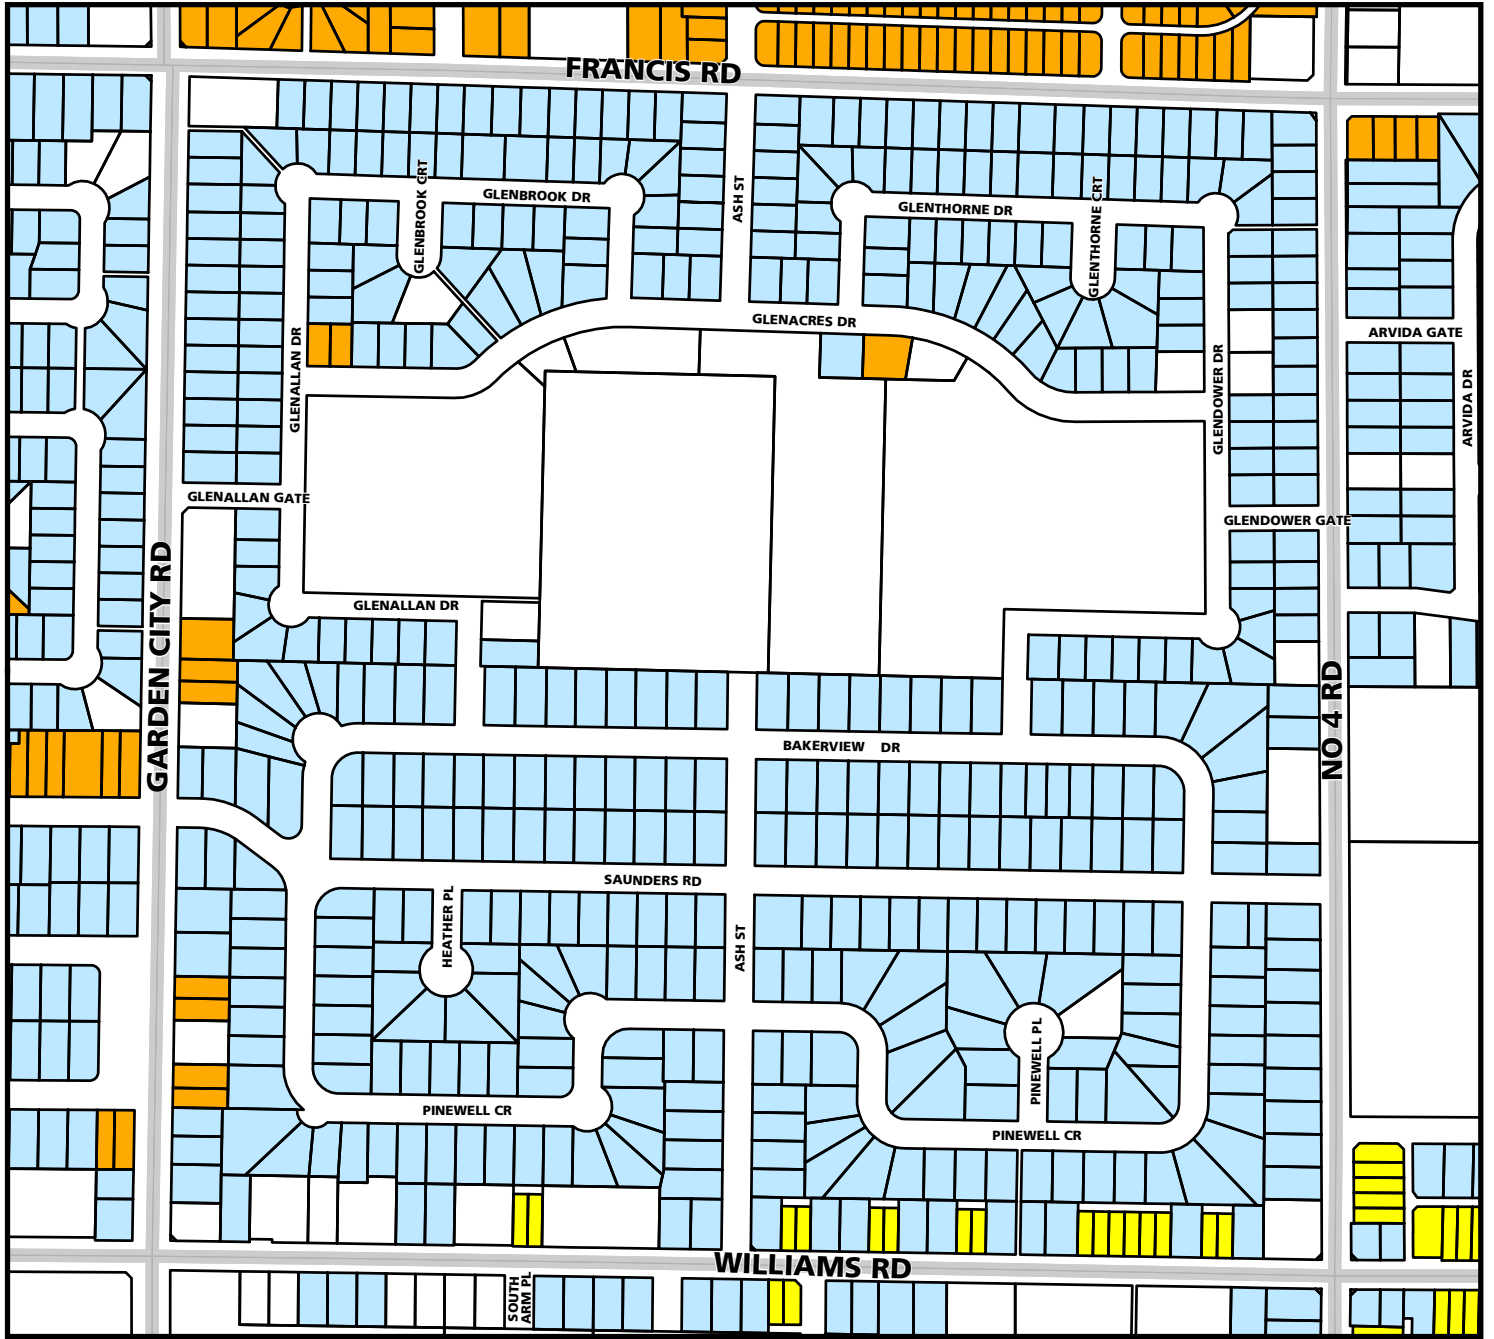 FRANCIS RD
GLENBROOK CRT
GLENBROOK DR
ASH ST
GLENTHORNE DR
GLENTHORNE CRT
GLENACRES DR
ARVIDA GATE
GLENALLAN DR
GLENDOWER DR
ARVIDA DR
GLENALLAN GATE
GLENDOWER GATE
GARDEN CITY RD
GLENALLAN DR
NO 4 RD
BAKERVIEW DR
SAUNDERS RD
HEATHER PL
ASH ST
PINEWELL PL
PINEWELL CR
PINEWELL CR
WILLIAMS RD
SOUTH
ARM PL